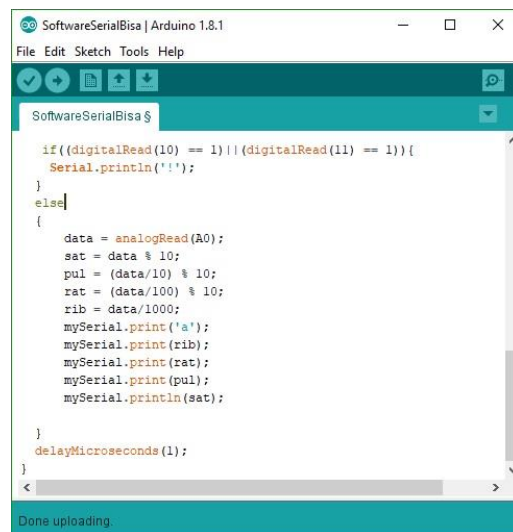 SoftwareSerialBisa | Arduino 1.8.1
File Edit Sketch Tools Help
SoftwareSerialBisa §
if((digitalRead(10) == 1)||(digitalRead(11) == 1)){
Serial.println('!');
}
else
{
data = analogRead(A0);
sat = data % 10;
pul = (data/10) % 10;
rat = (data/100) % 10;
rib = data/1000;
mySerial.print('a');
mySerial.print(rib);
mySerial.print(rat);
mySerial.print(pul);
mySerial.println(sat);
}
delayMicroseconds(1);
}
Done uploading.